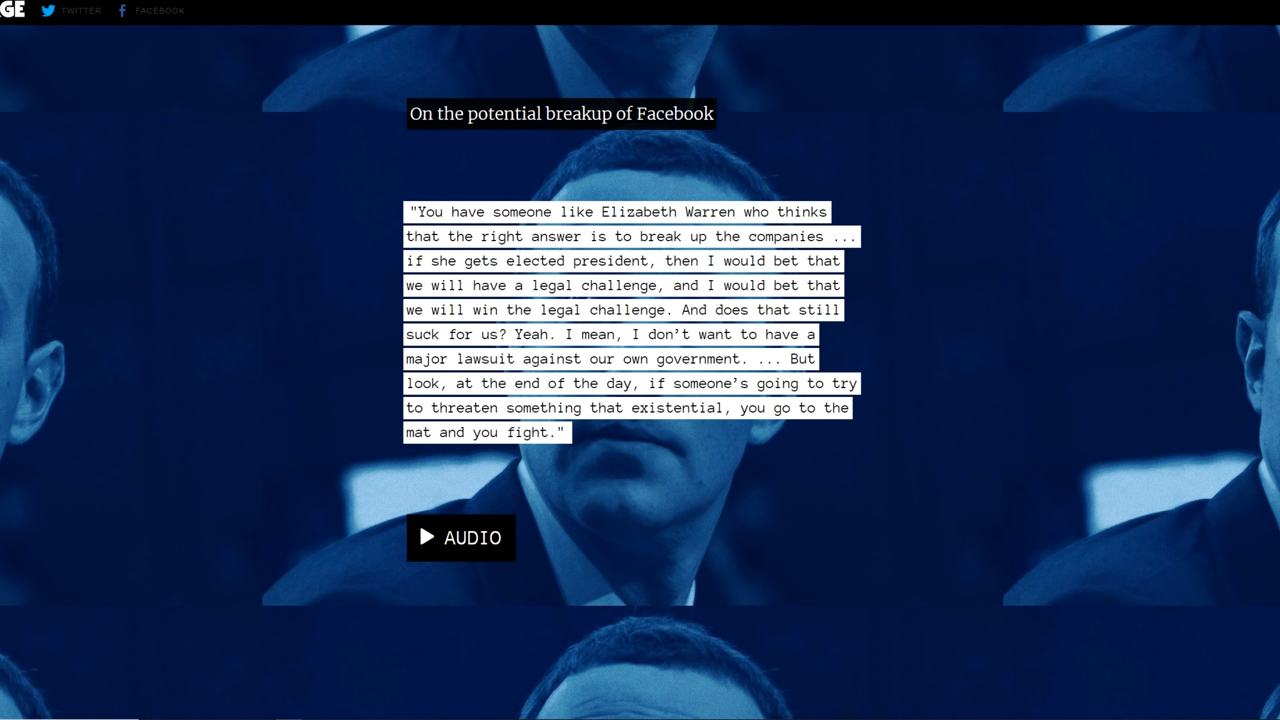 GE TWITTER FACEBOOK
On the potential breakup of Facebook
"You have someone like Elizabeth Warren who thinks
that the right answer is to break up the companies ...
if she gets elected president, then I would bet that
we will have a legal challenge, and I would bet that
we will win the legal challenge. And does that still
suck for us? Yeah. I mean, I don’t want to have a
major lawsuit against our own government. ... But
look, at the end of the day, if someone’s going to try
to threaten something that existential, you go to the
mat and you fight."
AUDIO